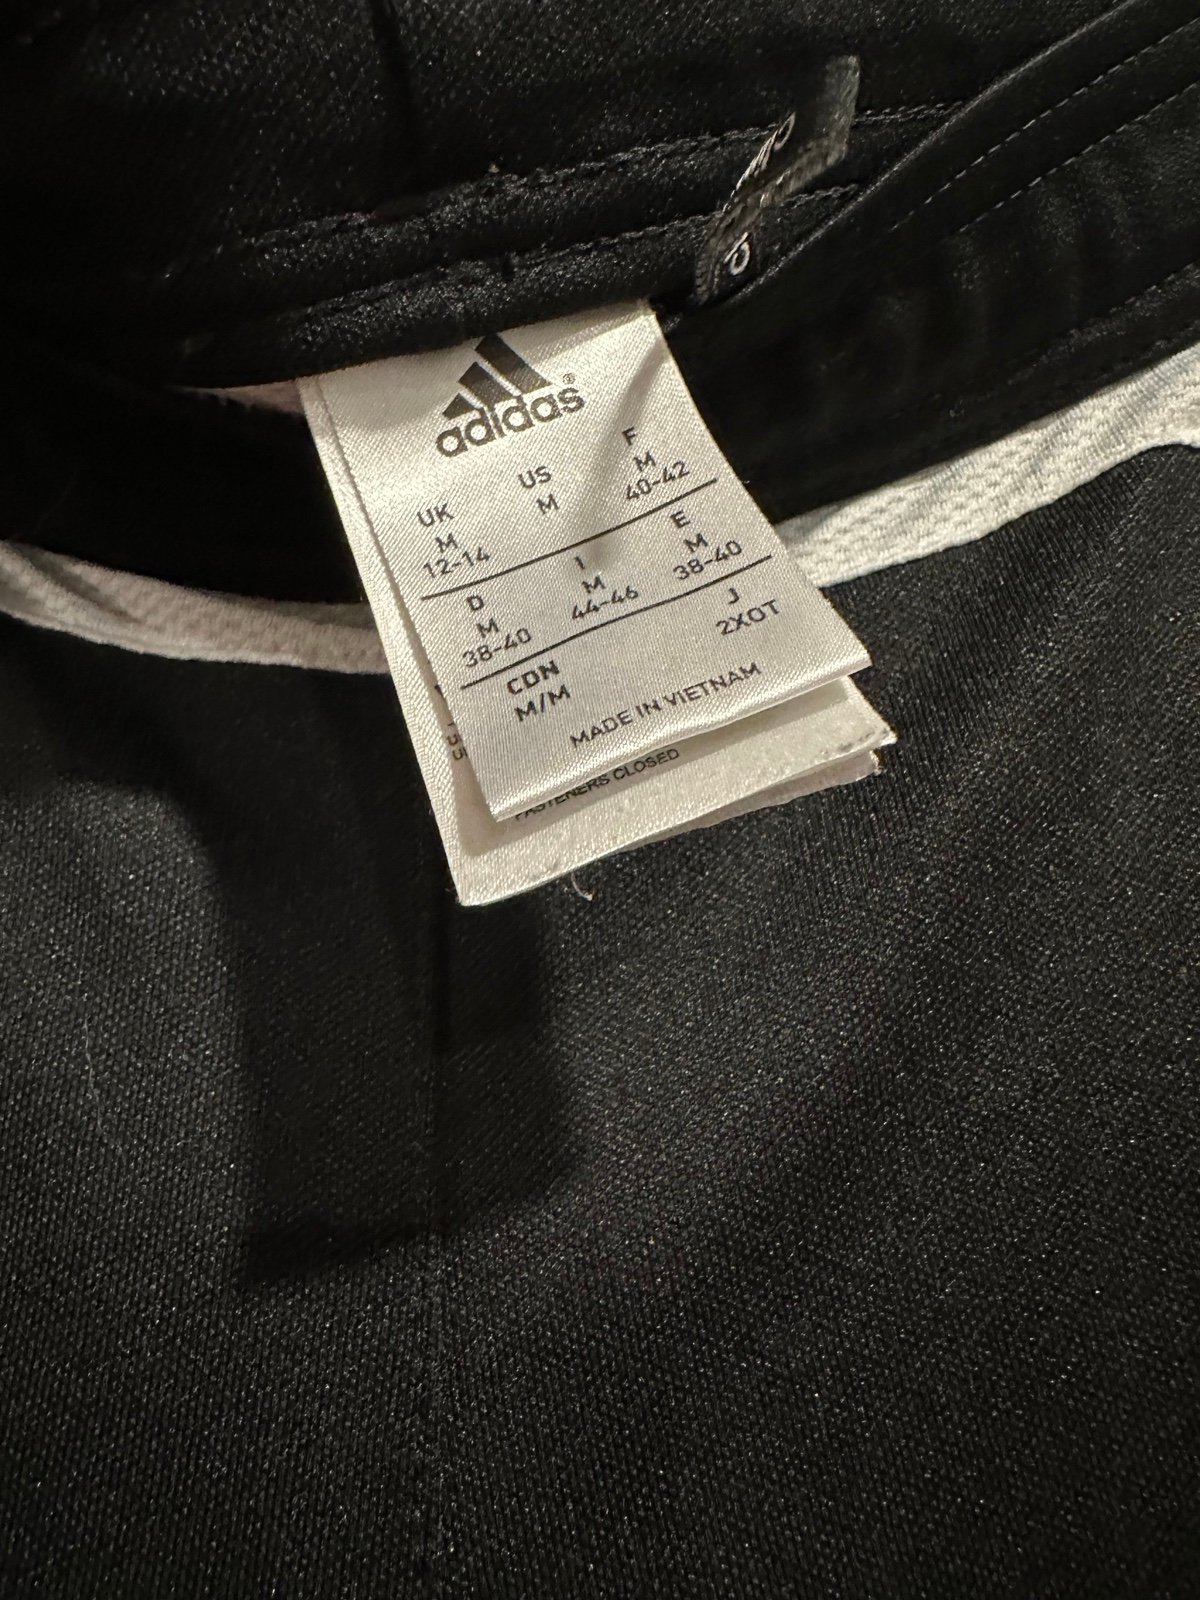 adidas®
UK US F
M M M
12-14 40-42
D I E
M M M
38-40 44-46 38-40
CDN J
M/M 2XOT
MADE IN VIETNAM
FASTENERS CLOSED